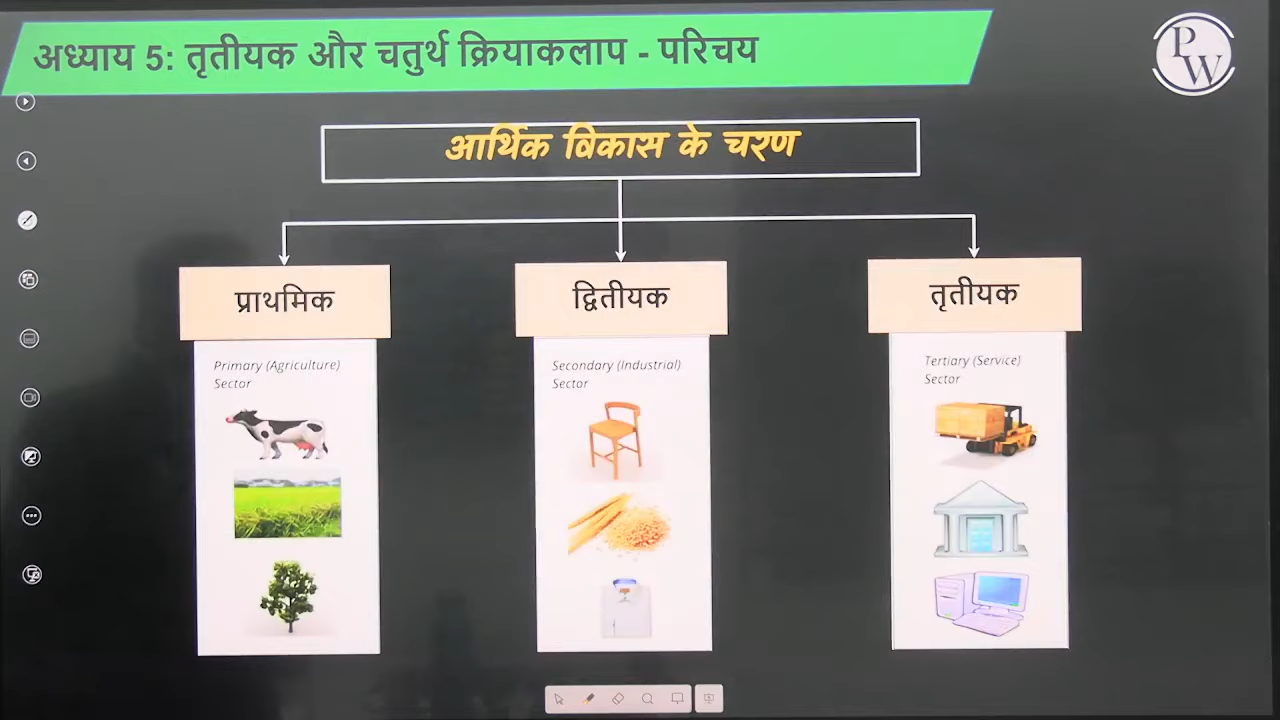 अध्याय 5: तृतीयक और चतुर्थ क्रियाकलाप - परिचय
PW
आर्थिक विकास के चरण
प्राथमिक
द्वितीयक
तृतीयक
Primary (Agriculture)
Sector
Secondary (Industrial)
Sector
Tertiary (Service)
Sector